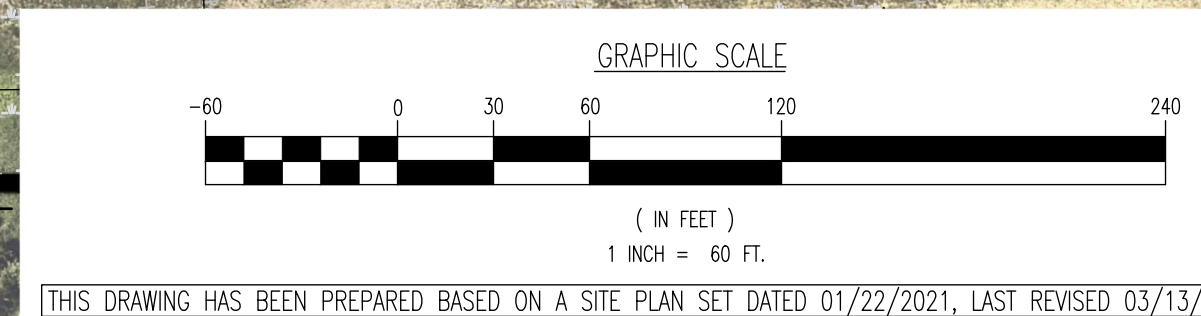 GRAPHIC SCALE
-60 0 30 60 120 240
( IN FEET )
1 INCH = 60 FT.
THIS DRAWING HAS BEEN PREPARED BASED ON A SITE PLAN SET DATED 01/22/2021, LAST REVISED 03/13/